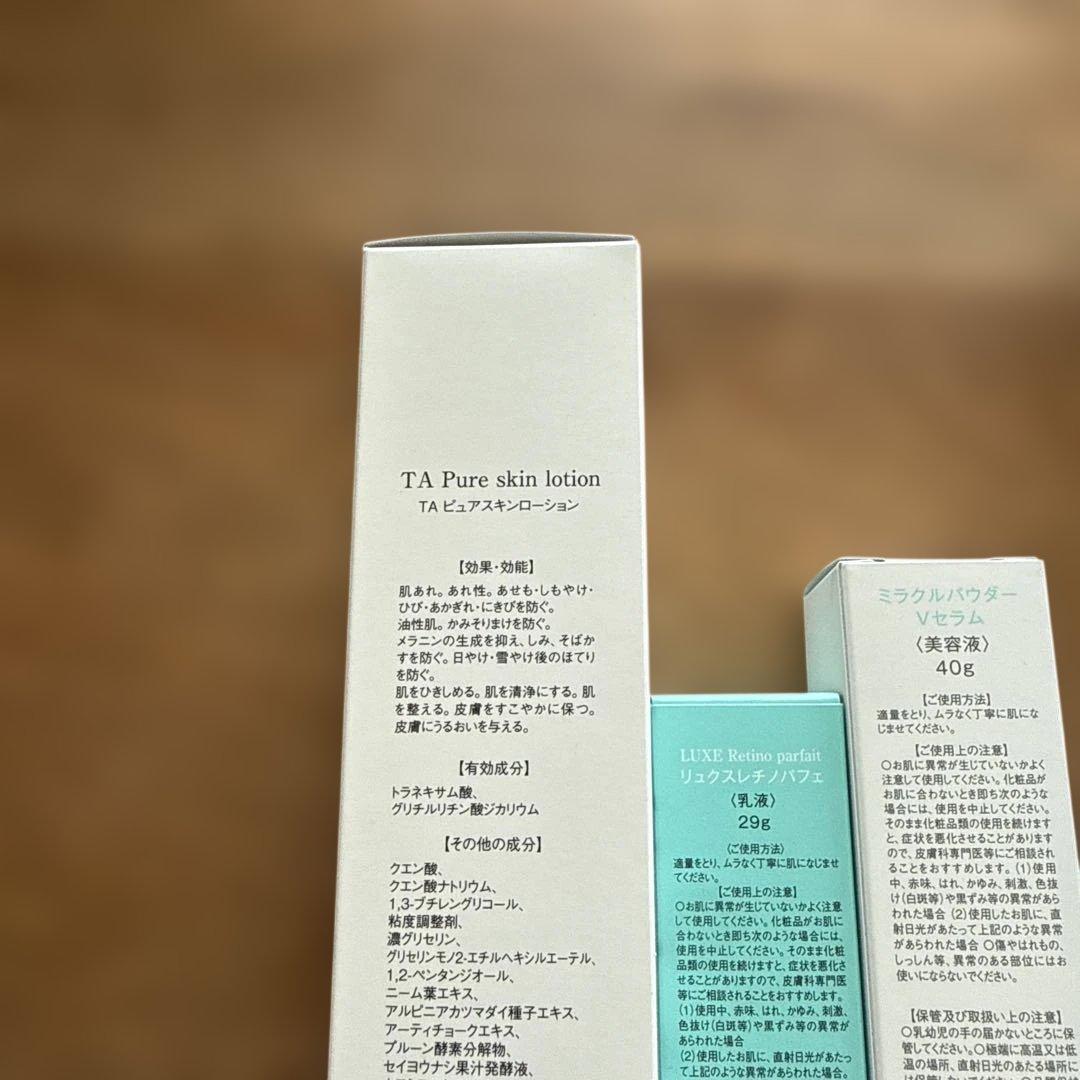 TA Pure skin lotion
TA ピュアスキンローション
【効果・効能】
肌あれ。あれ性。あせも・しもやけ・
ひび・あかぎれ・にきびを防ぐ。
油性肌。かみそりまけを防ぐ。
メラニンの生成を抑え、しみ、そばか
すを防ぐ。日やけ・雪やけ後のほてり
を防ぐ。
肌をひきしめる。肌を清浄にする。肌
を整える。皮膚をすこやかに保つ。
皮膚にうるおいを与える。
【有効成分】
トラネキサム酸、
グリチルリチン酸ジカリウム
【その他の成分】
クエン酸、
クエン酸ナトリウム、
1,3-ブチレングリコール、
粘度調整剤、
濃グリセリン、
グリセリンモノ2-エチルヘキシルエーテル、
1,2-ペンタンジオール、
ニーム葉エキス、
アルピニアカツマダイ種子エキス、
アーティチョークエキス、
プルーン酵素分解物、
セイヨウナシ果汁発酵液、
LUXE Retino parfait
リュクスレチノパフェ
〈乳液〉
29g
〈ご使用方法〉
適量をとり、ムラなく丁寧に肌になじませ
てください。
【ご使用上の注意】
○お肌に異常が生じていないかよく注意
して使用してください。化粧品がお肌に
合わないとき即ち次のような場合には、
使用を中止してください。そのまま化粧
品類の使用を続けますと、症状を悪化さ
せることがありますので、皮膚科専門医
等にご相談されることをおすすめします。
(1)使用中、赤味、はれ、かゆみ、刺激、
色抜け(白斑等)や黒ずみ等の異常が
あらわれた場合
(2)使用したお肌に、直射日光があたっ
て上記のような異常があらわれた場合。
ミラクルパウダー
Vセラム
〈美容液〉
40g
【ご使用方法】
適量をとり、ムラなく丁寧に肌にな
じませてください。
【ご使用上の注意】
○お肌に異常が生じていないかよく
注意して使用してください。化粧品が
お肌に合わないとき即ち次のような
場合には、使用を中止してください。
そのまま化粧品類の使用を続けます
と、症状を悪化させることがあります
ので、皮膚科専門医等にご相談され
ることをおすすめします。(1)使用
中、赤味、はれ、かゆみ、刺激、色抜
け(白斑等)や黒ずみ等の異常があら
われた場合 (2)使用したお肌に、直
射日光があたって上記のような異常
があらわれた場合 ○傷やはれもの、
しっしん等、異常のある部位にはお
使いにならないでください。
【保管及び取扱い上の注意】
○乳幼児の手の届かないところに保
管してください。○極端に高温又は低
温の場所、直射日光のあたる場所に